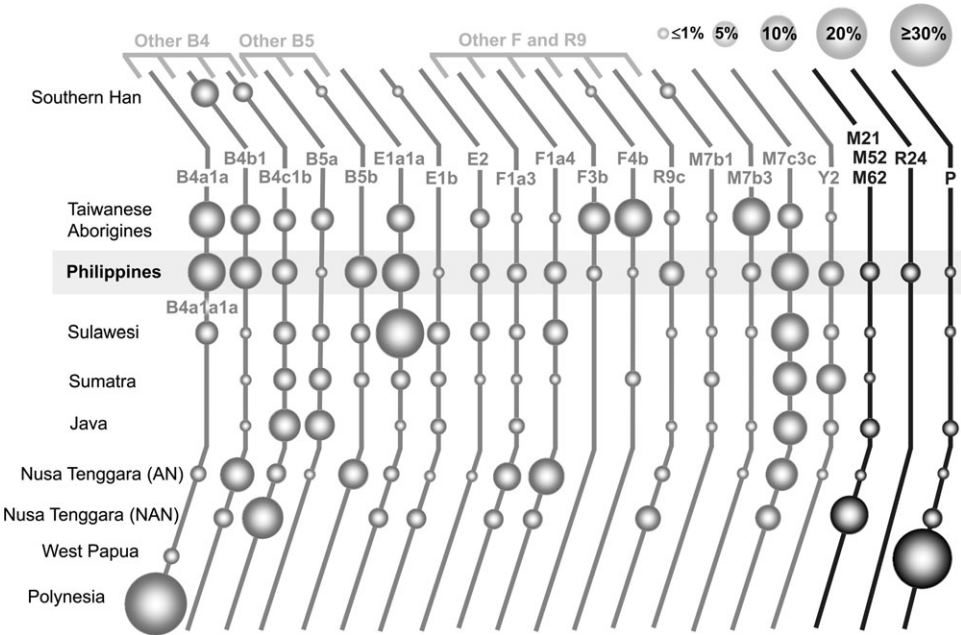 Other B4 Other B5 Other F and R9 ≤1% 5% 10% 20% ≥30%
Southern Han
M21
B4b1 B5a E1a1a E2 F1a4 F4b M7b1 M7c3c M52 R24
B4a1a B4c1b B5b E1b F1a3 F3b R9c M7b3 Y2 M62 P
Taiwanese
Aborigines
Philippines
B4a1a1a
Sulawesi
Sumatra
Java
Nusa Tenggara (AN)
Nusa Tenggara (NAN)
West Papua
Polynesia